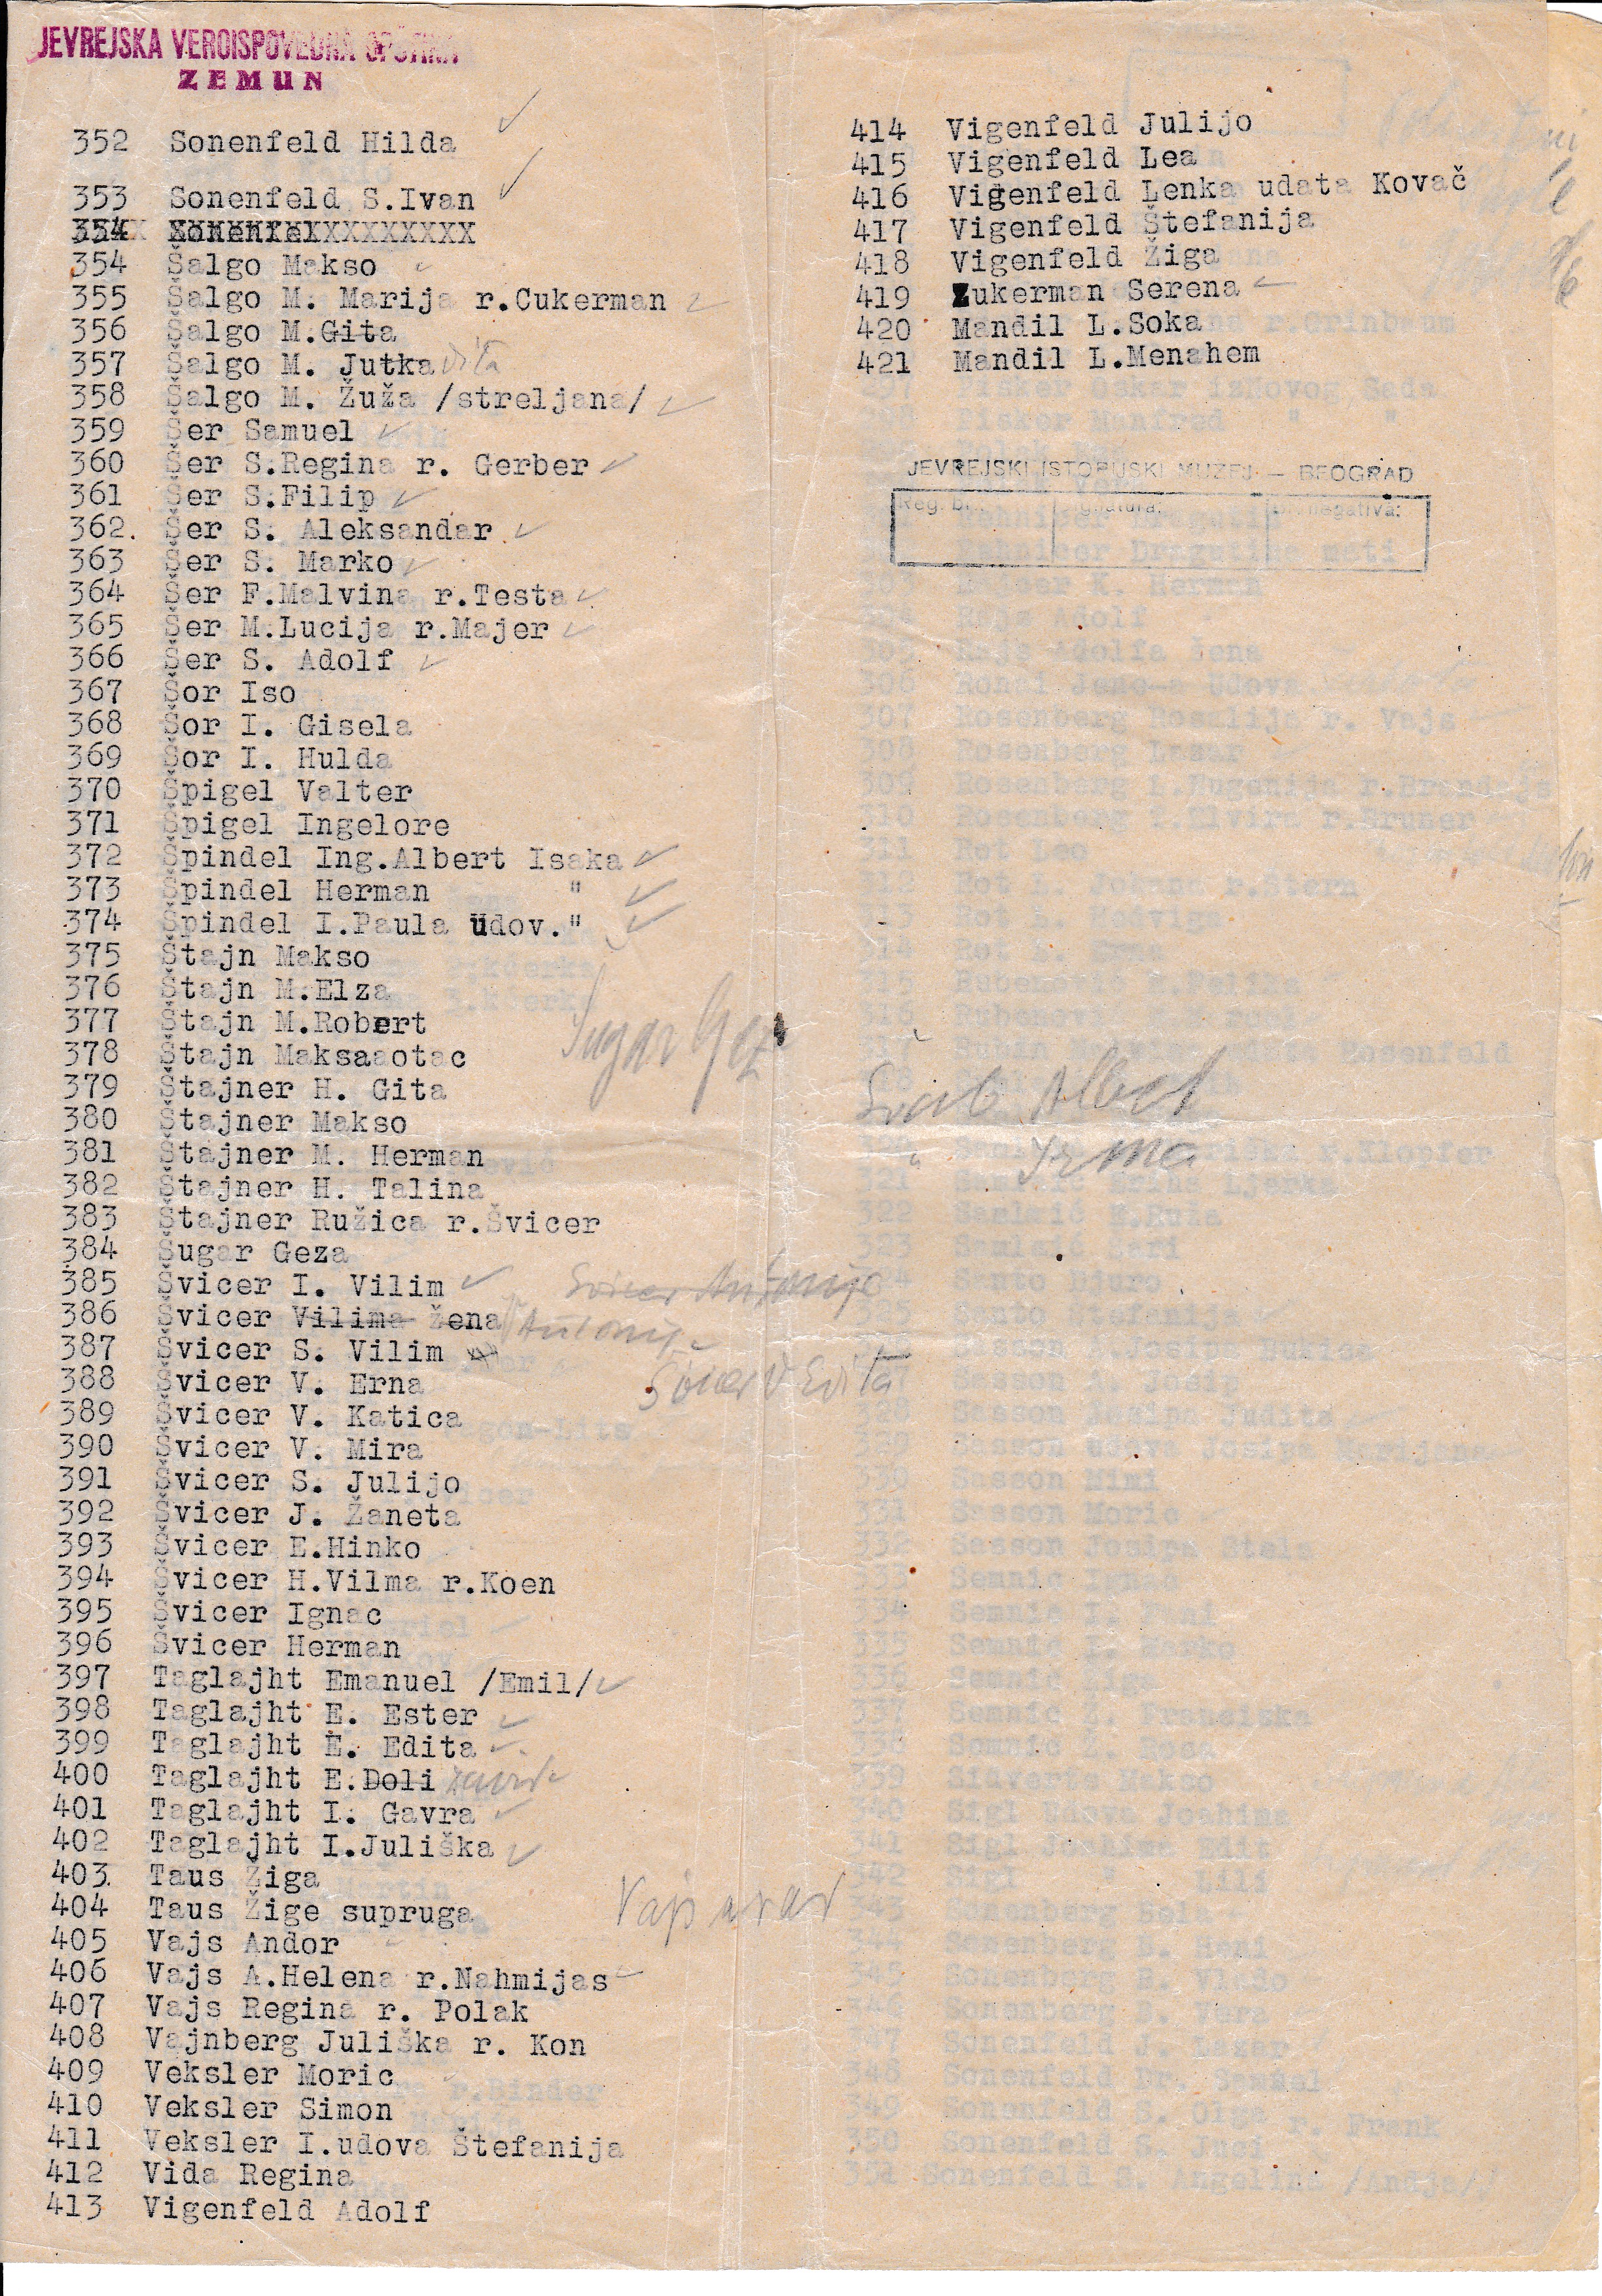 JEVREJSKA VEROISPOVEDNA OPŠTINA
ZEMUN
352 Sonenfeld Hilda
353 Sonenfeld S.Ivan
354 Šalgo Makso
355 Šalgo M. Marija r.Cukerman
356 Šalgo M.Gita
357 Šalgo M. Jutka
358 Šalgo M. Žuža /streljana/
359 Šer Samuel
360 Šer S.Regina r. Gerber
361 Šer S.Filip
362. Šer S. Aleksandar
363 Šer S. Marko
364 Šer F.Malvina r.Testa
365 Šer M.Lucija r.Majer
366 Šer S. Adolf
367 Šor Iso
368 Šor I. Gisela
369 Šor I. Hulda
370 Špigel Valter
371 Špigel Ingelore
372 Špindel Ing.Albert Isaka
373 Špindel Herman "
374 Špindel I.Paula udov."
375 Štajn Makso
376 Štajn M.Elza
377 Štajn M.Robert
378 Štajn Maksaaotac
379 Štajner H. Gita
380 Štajner Makso
381 Štajner M. Herman
382 Štajner H. Talina
383 Štajner Ružica r.Švicer
384 Šugar Geza
385 Švicer I. Vilim
386 Švicer Vilima žena
387 Švicer S. Vilim
388 Švicer V. Erna
389 Švicer V. Katica
390 Švicer V. Mira
391 Švicer S. Julijo
392 Švicer J. Žaneta
393 Švicer E.Hinko
394 Švicer H.Vilma r.Koen
395 Švicer Ignac
396 Švicer Herman
397 Taglajht Emanuel /Emil/
398 Taglajht E. Ester
399 Taglajht E. Edita
400 Taglajht E.Doli
401 Taglajht I. Gavra
402 Taglajht I.Juliška
403. Taus Žiga
404 Taus Žige supruga
405 Vajs Andor
406 Vajs A.Helena r.Nahmijas
407 Vajs Regina r. Polak
408 Vajnberg Juliška r. Kon
409 Veksler Moric
410 Veksler Simon
411 Veksler I.udova Štefanija
412 Vida Regina
413 Vigenfeld Adolf
Sugar Gez
Antonij
V Edita
414 Vigenfeld Julijo
415 Vigenfeld Lea
416 Vigenfeld Lenka udata Kovač
417 Vigenfeld Štefanija
418 Vigenfeld Žiga
419 Zukerman Serena
420 Mandil L.Soka
421 Mandil L.Menahem
JEVREJSKI ISTORIJSKI MUZEJ — BEOGRAD
Reg. br. Signatura: Br. negativa:
Albert
" Irma